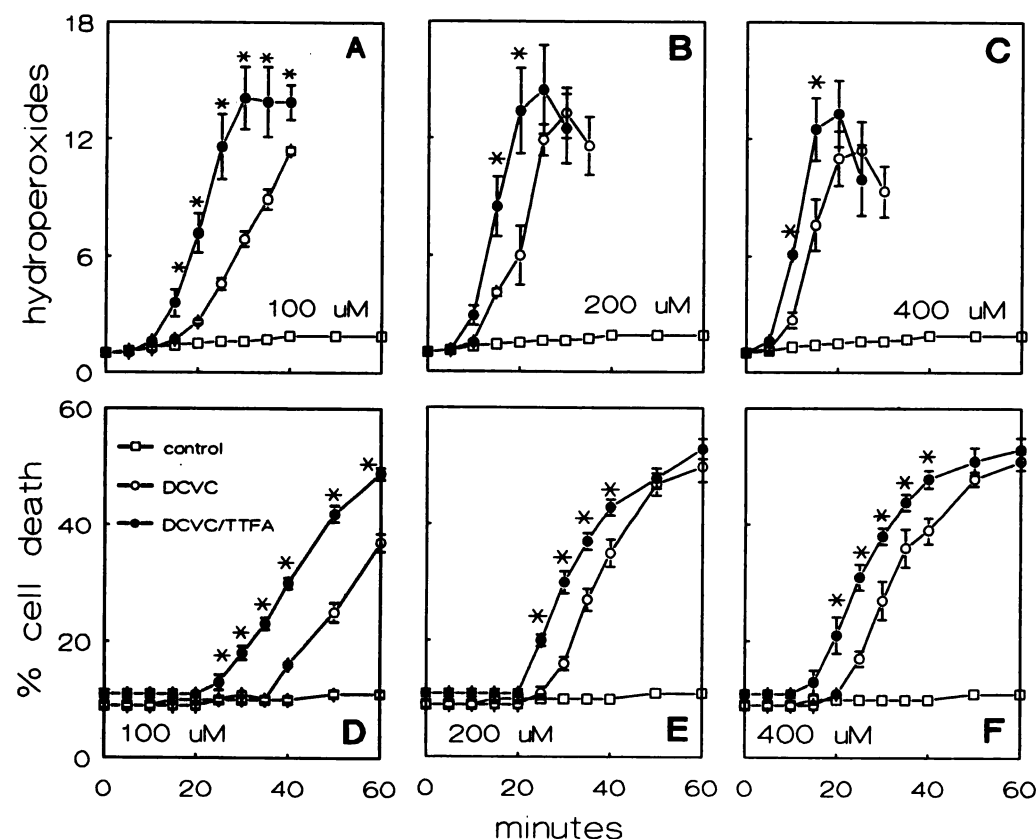 18
12
6
0
hydroperoxides
A
* * * * * *
100 uM
B
* *
200 uM
C
* *
400 uM
60
40
20
0
% cell death
control
DCVC
DCVC/TTFA
* * * * * *
100 uM D
* * * *
200 uM E
* * * * *
400 uM F
0 20 40 60
0 20 40 60
0 20 40 60
minutes